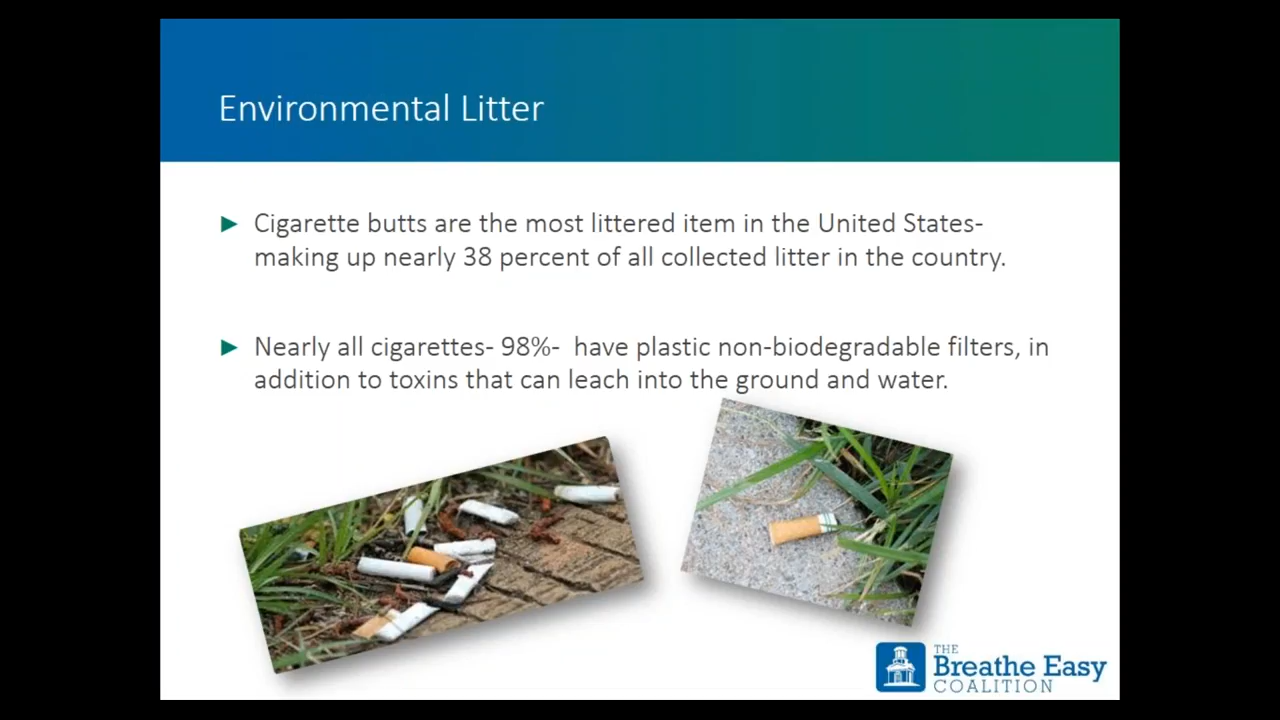 Environmental Litter
Cigarette butts are the most littered item in the United States-
making up nearly 38 percent of all collected litter in the country.
Nearly all cigarettes- 98%-  have plastic non-biodegradable filters, in
addition to toxins that can leach into the ground and water.
THE
Breathe Easy
COALITION